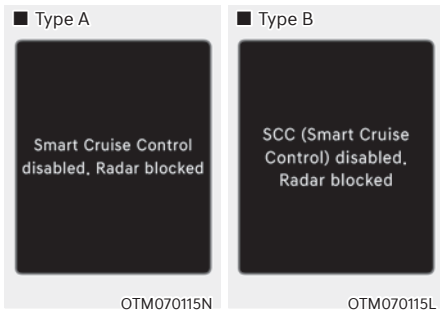 ■ Type A
Smart Cruise Control
disabled. Radar blocked
OTM070115N
■ Type B
SCC (Smart Cruise
Control) disabled.
Radar blocked
OTM070115L